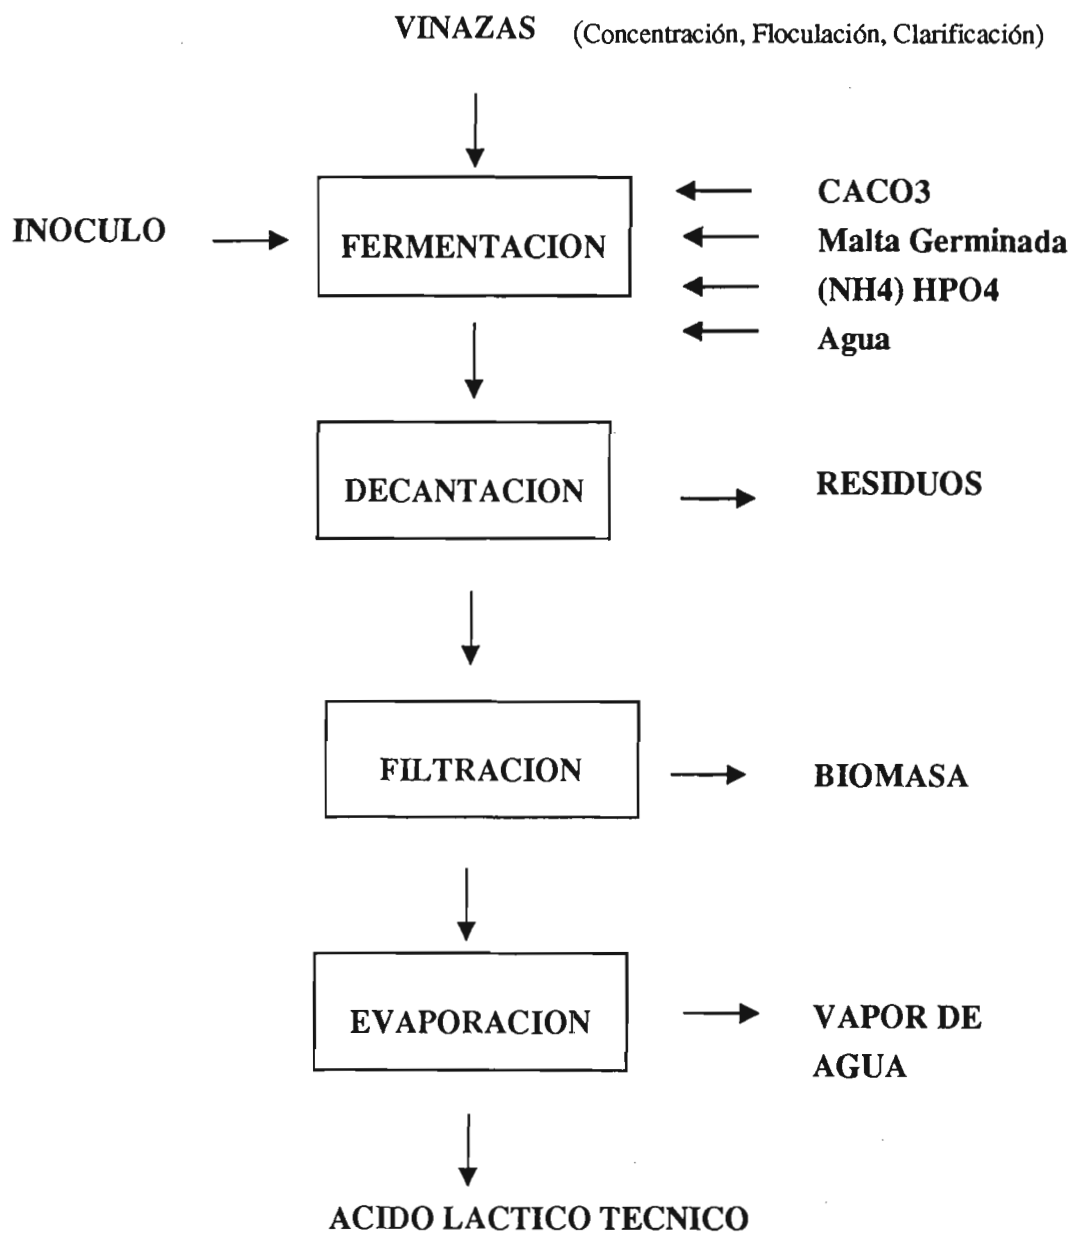 VINAZAS (Concentración, Floculación, Clarificación)
INOCULO
FERMENTACION
CACO3
Malta Germinada
(NH4) HPO4
Agua
DECANTACION
RESIDUOS
FILTRACION
BIOMASA
EVAPORACION
VAPOR DE
AGUA
ACIDO LACTICO TECNICO